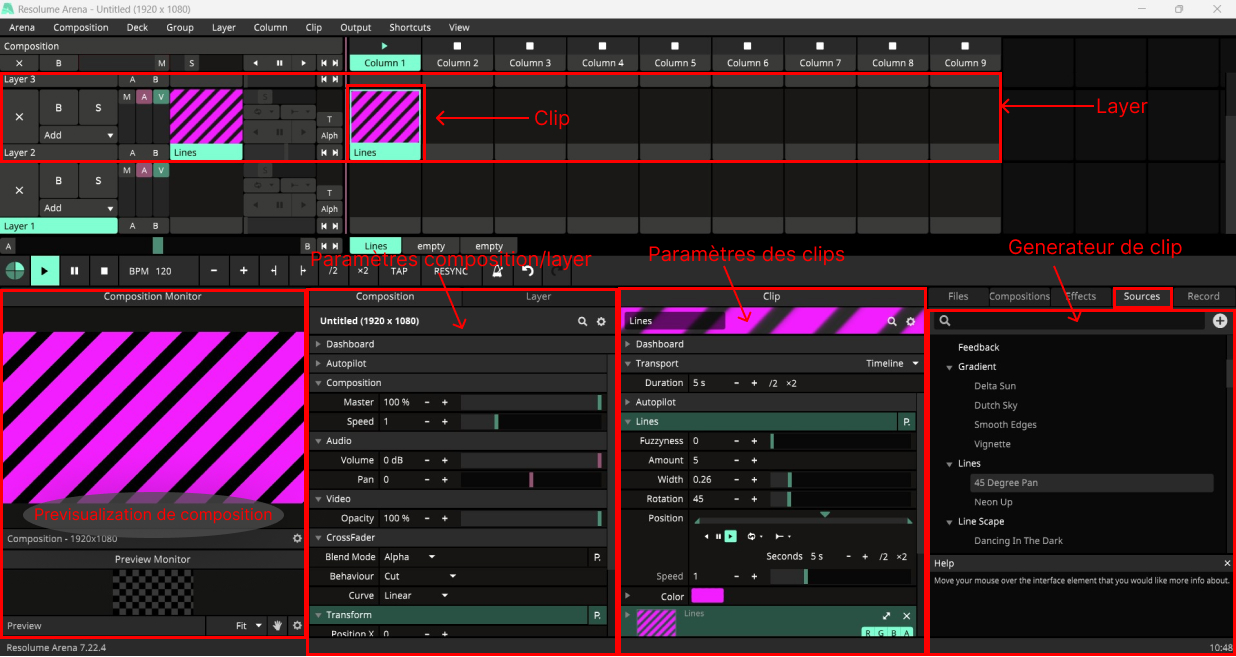 Resolume Arena - Untitled (1920 x 1080)
Arena Composition Deck Group Layer Column Clip Output Shortcuts View
Composition
B M S Column 1 Column 2 Column 3 Column 4 Column 5 Column 6 Column 7 Column 8 Column 9
Layer 3 A B
M A V S
B S
T
Clip
Layer
Add Alph
Layer 2 A B Lines Lines
M A V S
B S
T
Add Alph
Layer 1 A B
A B Lines empty empty
Generateur de clip
Paramètres composition/layer
Paramètres des clips
BPM 120 - + /2 ×2 TAP RESYNC
Composition Monitor
Previsualization de composition
Composition - 1920x1080
Preview Monitor
Preview Fit
Composition Layer
Untitled (1920 x 1080)
Dashboard
Autopilot
Composition
Master 100 % - +
Speed 1 - +
Audio
Volume 0 dB - +
Pan 0 - +
Video
Opacity 100 % - +
CrossFader
Blend Mode Alpha P.
Behaviour Cut
Curve Linear
Transform P.
Position X 0 - +
Clip
Lines
Dashboard
Transport Timeline
Duration 5 s - + /2 ×2
Autopilot
Lines P.
Fuzzyness 0 - +
Amount 5 - +
Width 0.26 - +
Rotation 45 - +
Position
Seconds 5 s - + /2 ×2
Speed 1 - +
Color
Lines
R G B A
Files Compositions Effects Sources Record
Feedback
Gradient
Delta Sun
Dutch Sky
Smooth Edges
Vignette
Lines
45 Degree Pan
Neon Up
Line Scape
Dancing In The Dark
Help
Move your mouse over the interface element that you would like more info about.
Resolume Arena 7.22.4
10:48